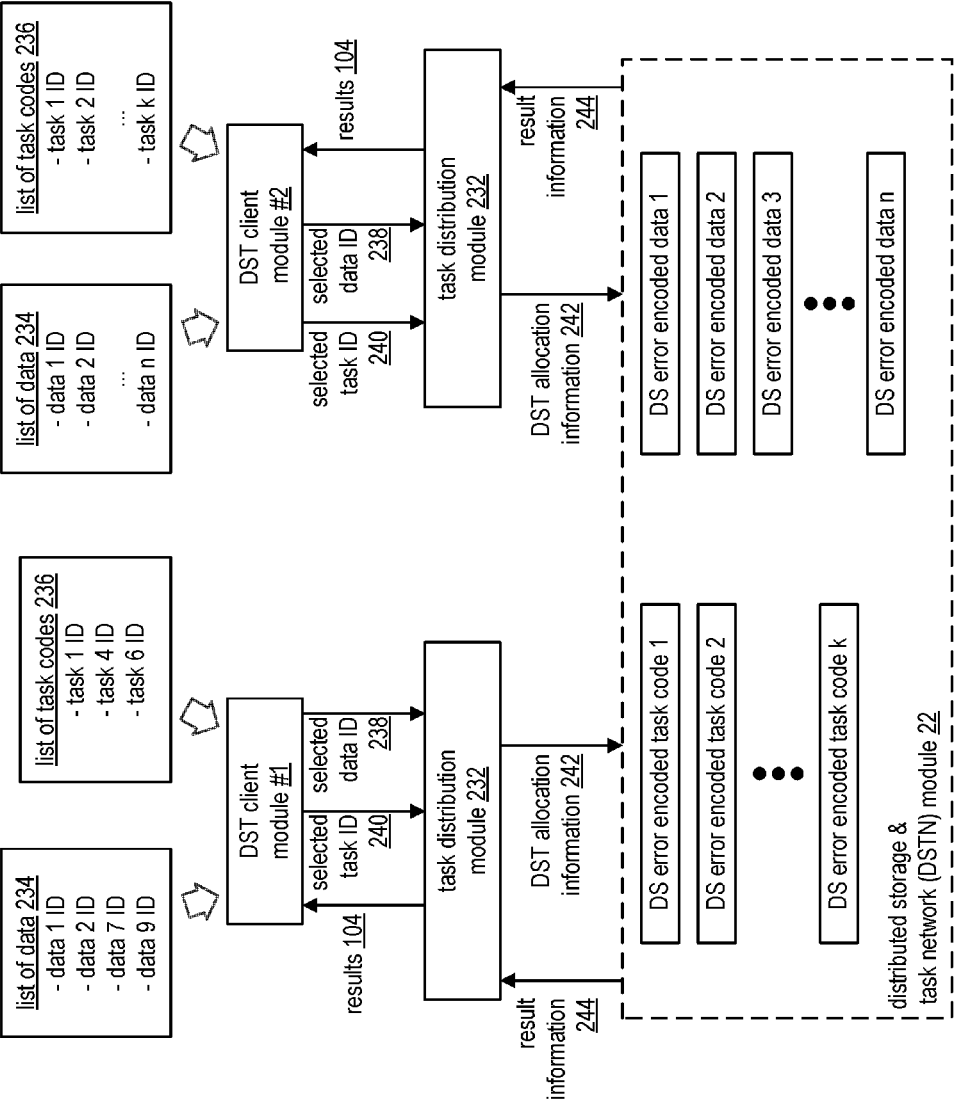 list of data 234
- data 1 ID
- data 2 ID
- data 7 ID
- data 9 ID
list of task codes 236
- task 1 ID
- task 4 ID
- task 6 ID
list of data 234
- data 1 ID
- data 2 ID
...
- data n ID
list of task codes 236
- task 1 ID
- task 2 ID
...
- task k ID
DST client
module #1
DST client
module #2
results 104
selected
task ID
240
selected
data ID
238
selected
task ID
240
selected
data ID
238
results 104
task distribution
module 232
task distribution
module 232
result
information
244
DST allocation
information 242
DST allocation
information 242
result
information
244
DS error encoded task code 1
DS error encoded task code 2
DS error encoded task code k
DS error encoded data 1
DS error encoded data 2
DS error encoded data 3
DS error encoded data n
distributed storage &
task network (DSTN) module 22